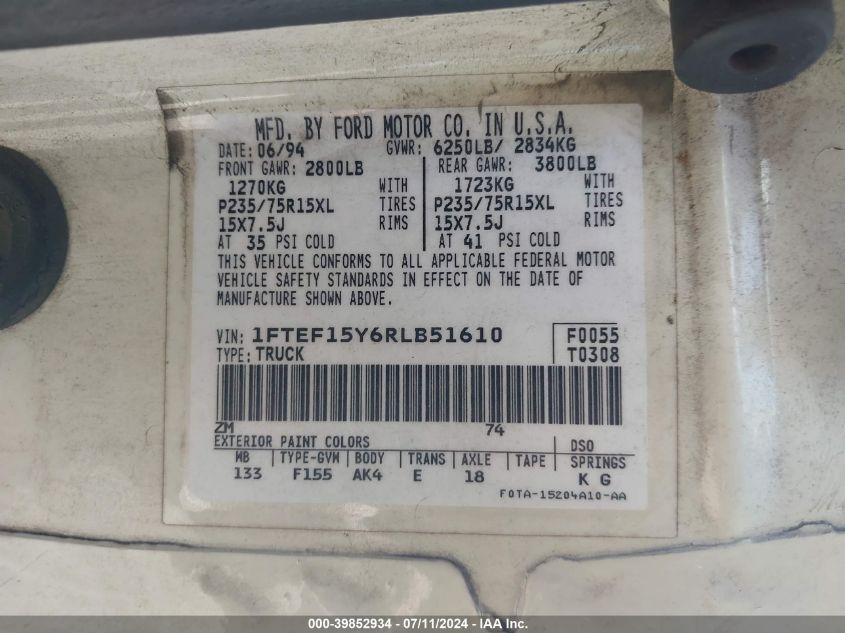 MFD. BY FORD MOTOR CO. IN U.S.A.
DATE: 06/94 GVWR: 6250LB/ 2834KG
FRONT GAWR: 2800LB REAR GAWR: 3800LB
1270KG WITH 1723KG WITH
P235/75R15XL TIRES P235/75R15XL TIRES
15X7.5J RIMS 15X7.5J RIMS
AT 35 PSI COLD AT 41 PSI COLD
THIS VEHICLE CONFORMS TO ALL APPLICABLE FEDERAL MOTOR
VEHICLE SAFETY STANDARDS IN EFFECT ON THE DATE OF
MANUFACTURE SHOWN ABOVE.
VIN: 1FTEF15Y6RLB51610 F0055
TYPE: TRUCK T0308
ZM 74
EXTERIOR PAINT COLORS DSO
WB TYPE-GVW BODY TRANS AXLE TAPE SPRINGS
133 F155 AK4 E 18 K G
F0TA-15204A10-AA
000-39852934 - 07/11/2024 - IAA Inc.